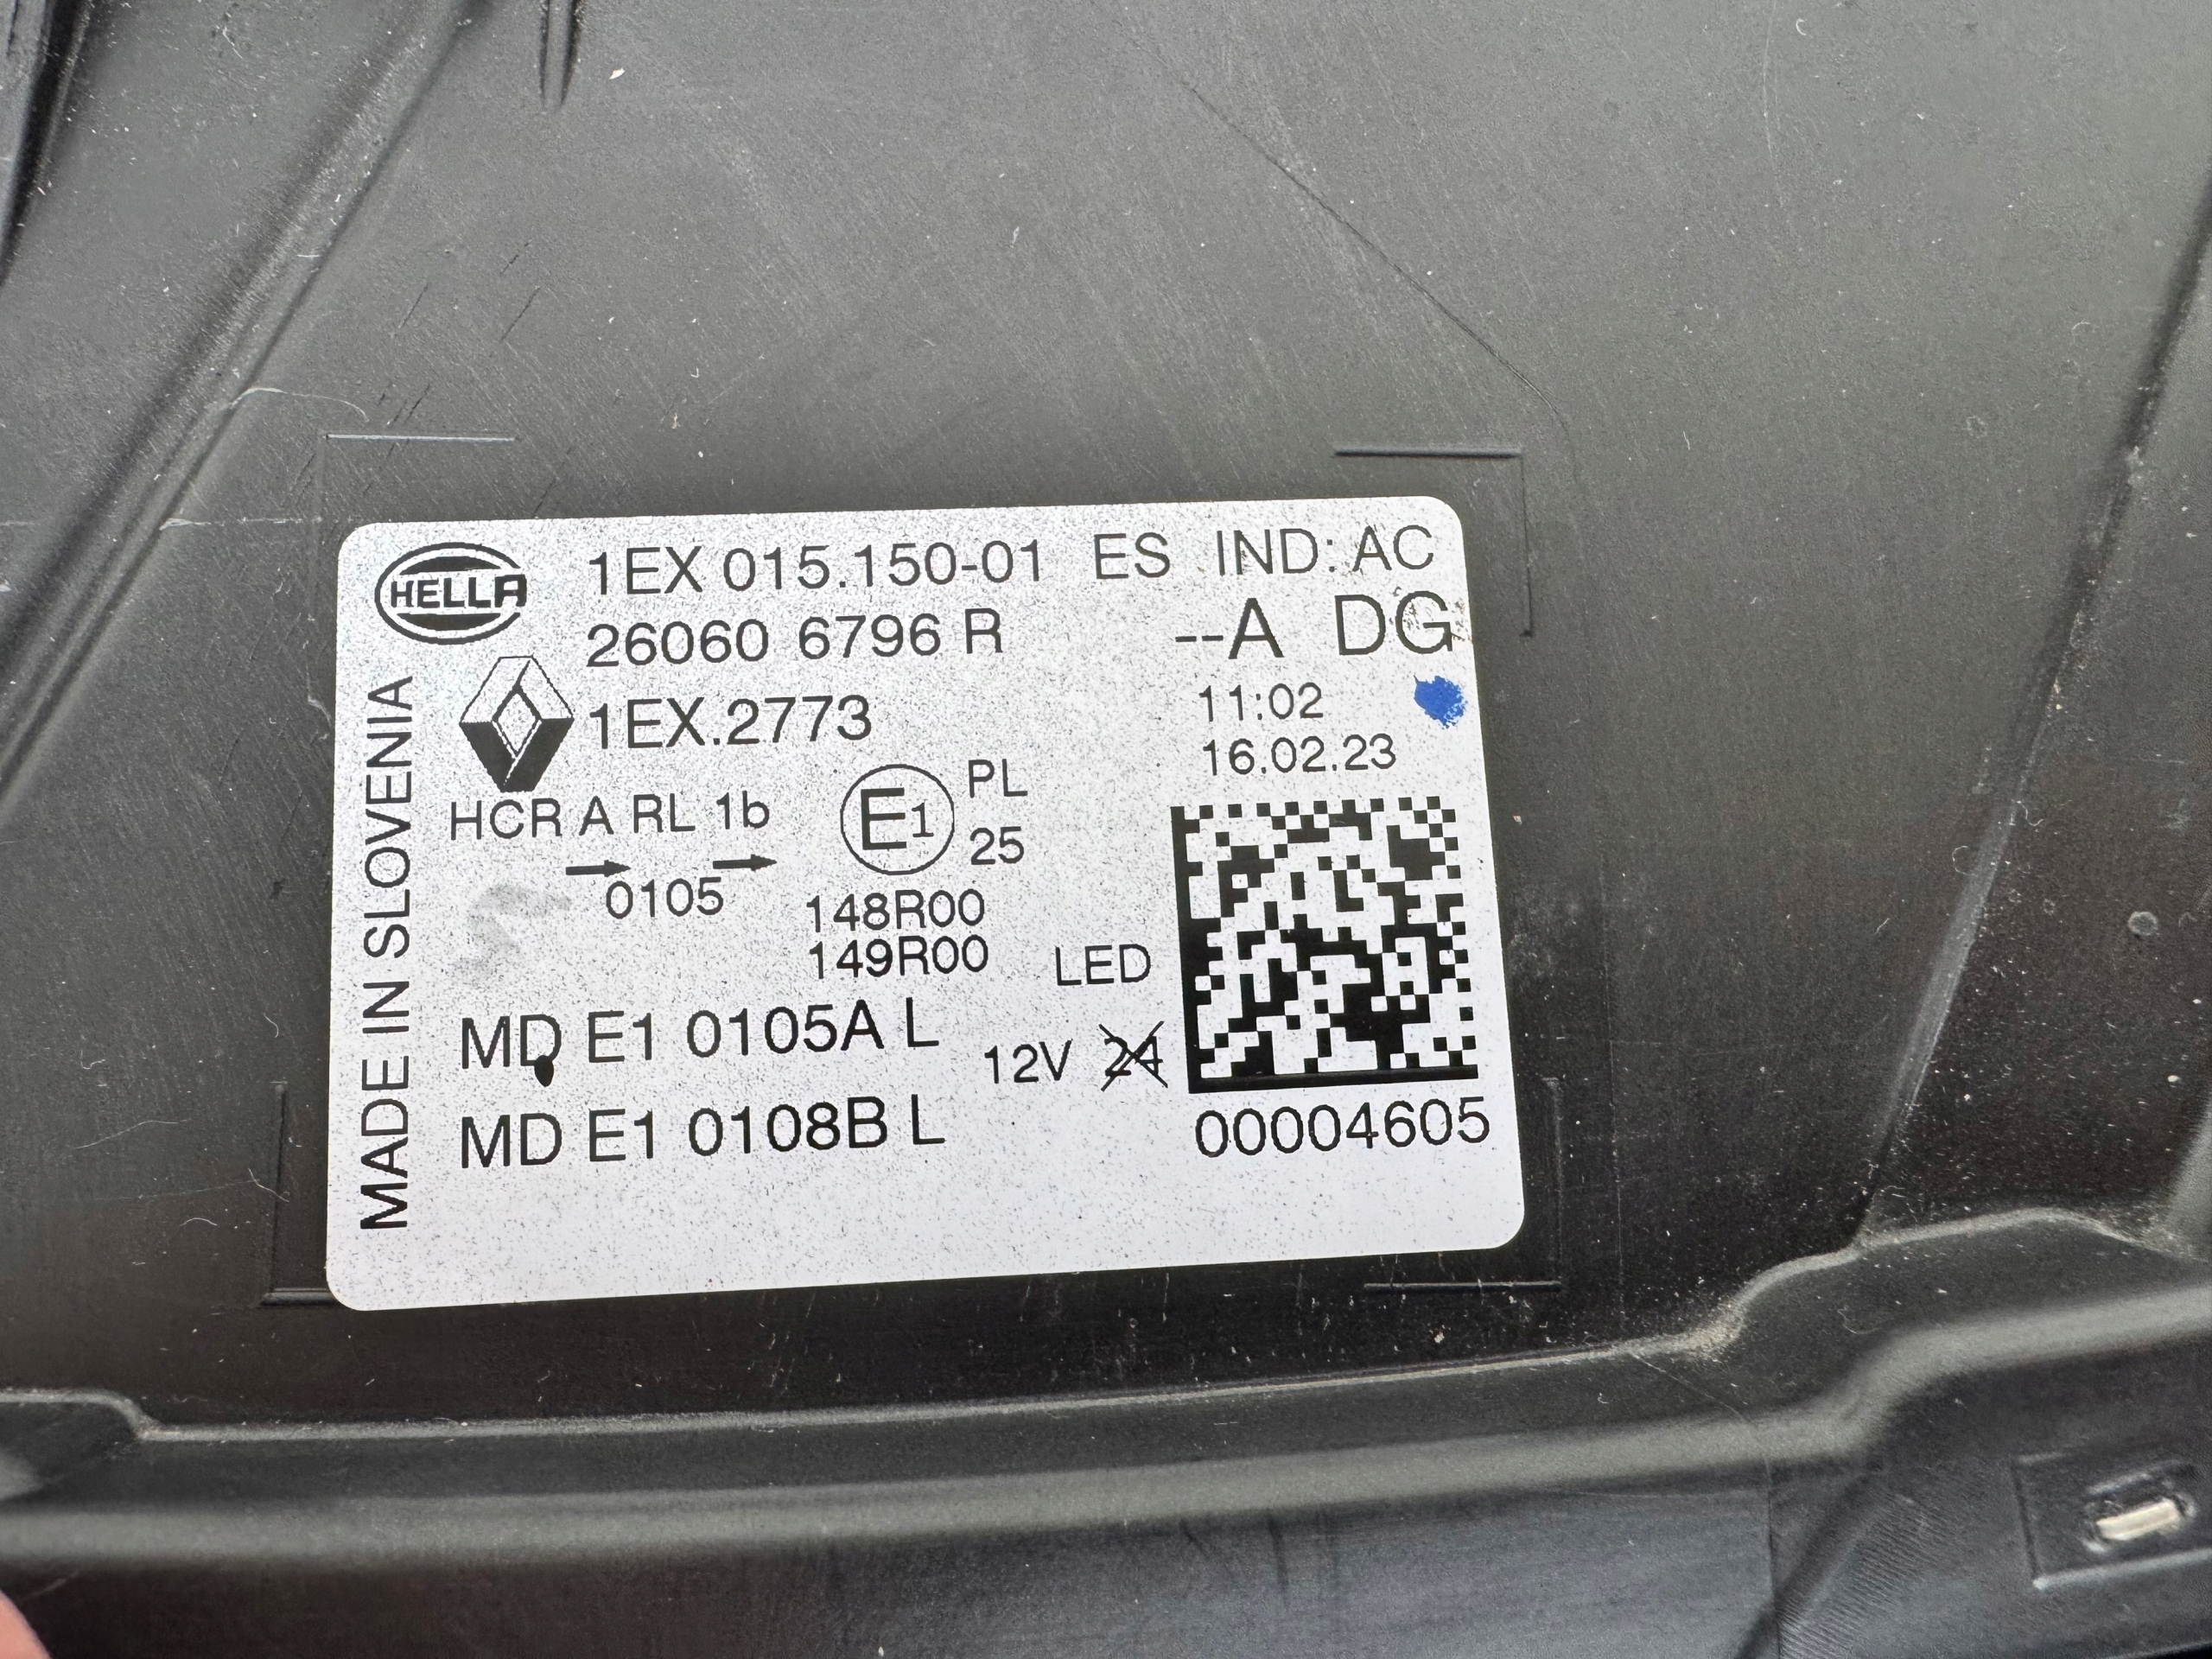 HELLA
1EX 015.150-01 ES IND: AC
26060 6796 R --A DG
1EX.2773 11:02
16.02.23
HCR A RL 1b E1 PL
25
0105
148R00
149R00 LED
MD E1 0105A L
12V 24
MD E1 0108B L 00004605
MADE IN SLOVENIA